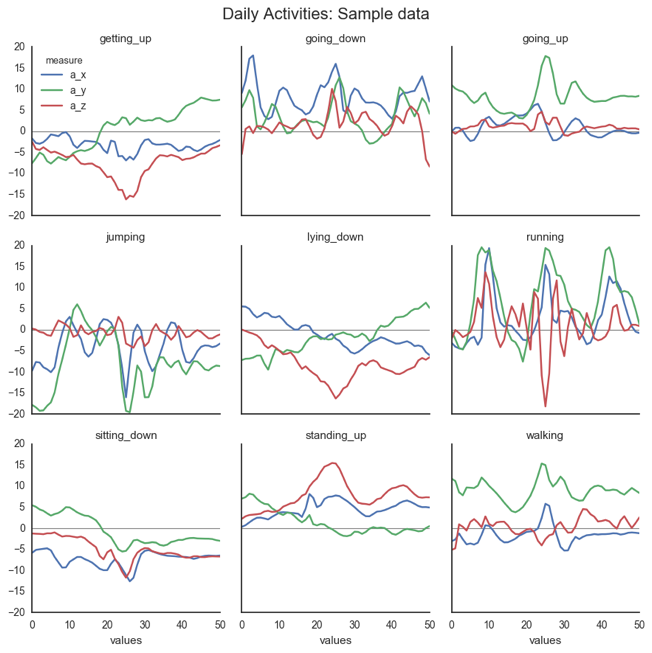 Daily Activities: Sample data
getting_up going_down going_up
20
15
10
5
0
−5
−10
−15
−20
measure
a_x
a_y
a_z
jumping lying_down running
20
15
10
5
0
−5
−10
−15
−20
sitting_down standing_up walking
20
15
10
5
0
−5
−10
−15
−20
0 10 20 30 40 50 0 10 20 30 40 50 0 10 20 30 40 50
values values values